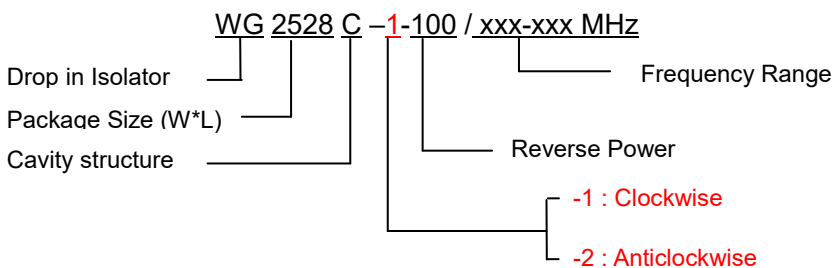 WG 2528 C –1-100 / xxx-xxx MHz
Drop in Isolator
Frequency Range
Package Size (W*L)
Cavity structure
Reverse Power
-1 : Clockwise
-2 : Anticlockwise